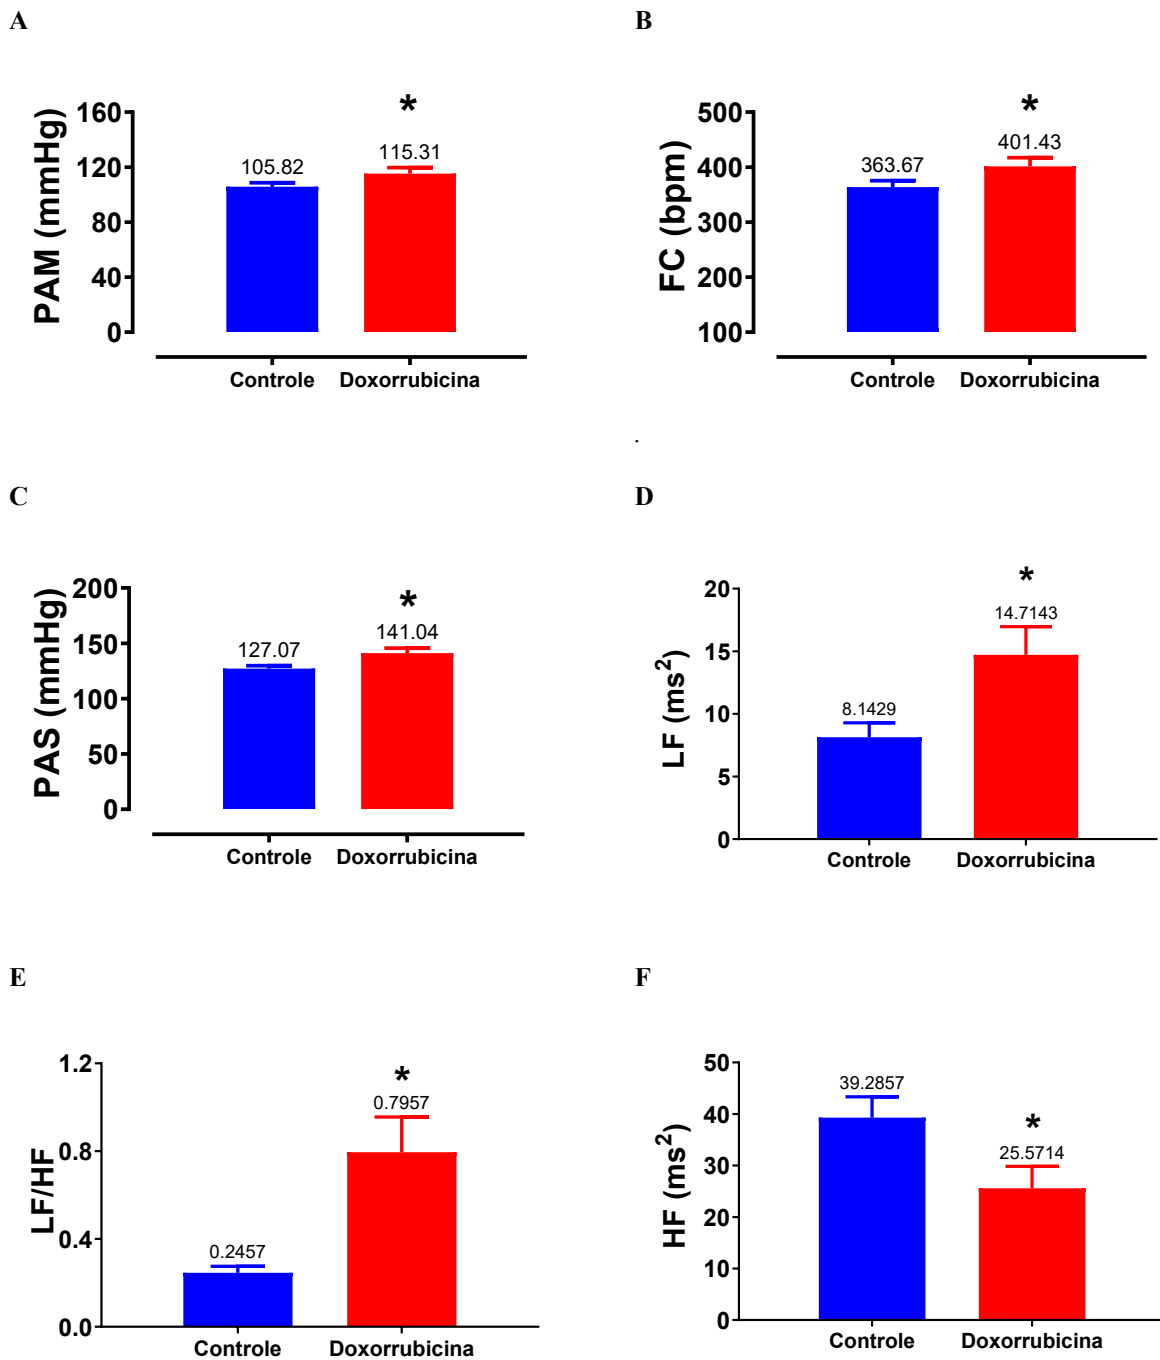 A
PAM (mmHg)
160
120
80
40
0
105.82
115.31
*
Controle
Doxorrubicina
B
FC (bpm)
500
400
300
200
100
363.67
401.43
*
Controle
Doxorrubicina
.
C
PAS (mmHg)
200
150
100
50
0
127.07
141.04
*
Controle
Doxorrubicina
D
LF (ms²)
20
15
10
5
0
8.1429
14.7143
*
Controle
Doxorrubicina
E
LF/HF
1.2
0.8
0.4
0.0
0.2457
0.7957
*
Controle
Doxorrubicina
F
HF (ms²)
50
40
30
20
10
0
39.2857
25.5714
*
Controle
Doxorrubicina